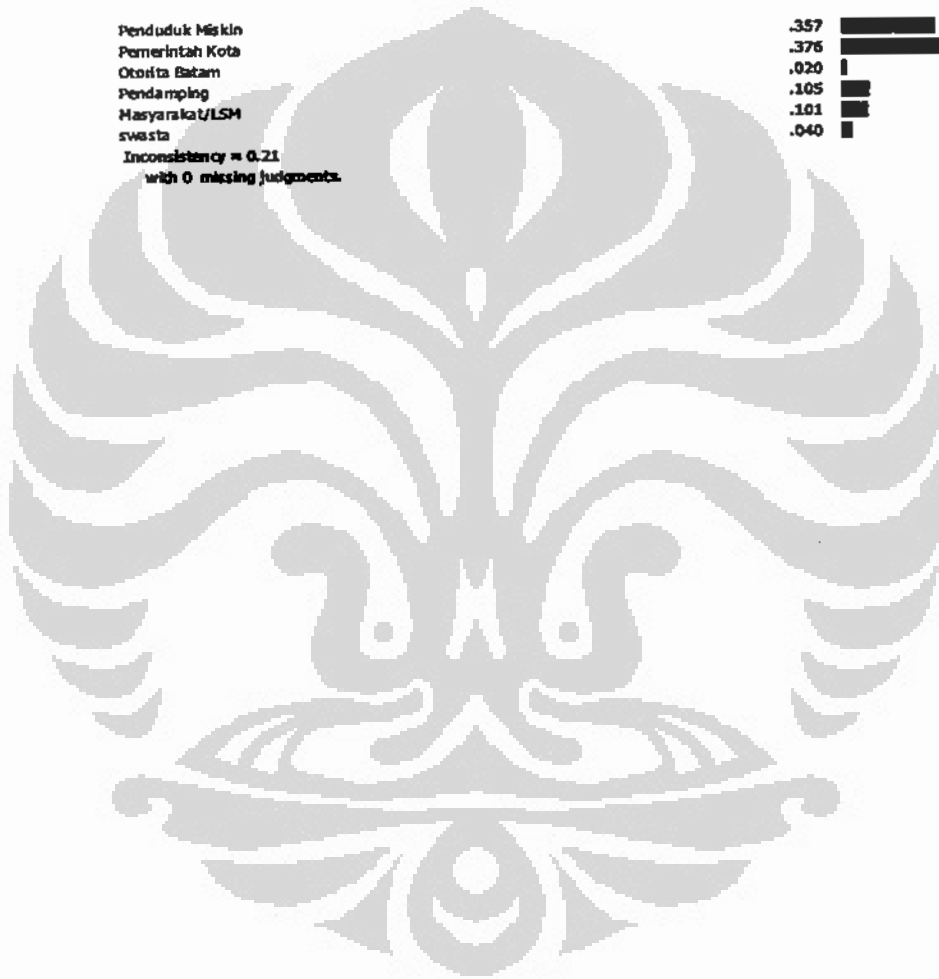 Penduduk Miskin .357
Pemerintah Kota .376
Otorita Batam .020
Pendamping .105
Masyarakat/LSM .101
swasta .040
Inconsistency = 0.21
with 0 missing judgments.